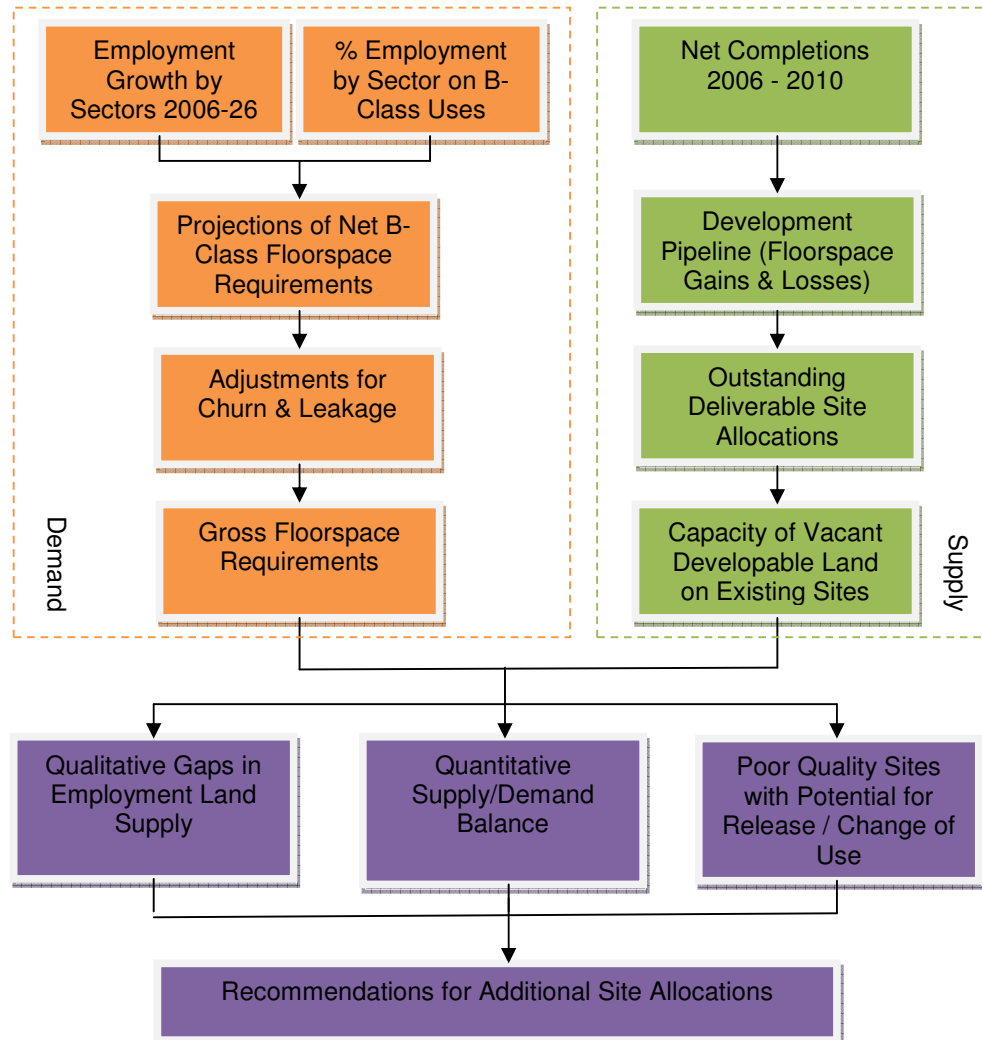 Employment
Growth by
Sectors 2006-26
% Employment
by Sector on B-
Class Uses
Projections of Net B-
Class Floorspace
Requirements
Adjustments for
Churn & Leakage
Gross Floorspace
Requirements
Demand
Net Completions
2006 - 2010
Development
Pipeline (Floorspace
Gains & Losses)
Outstanding
Deliverable Site
Allocations
Capacity of Vacant
Developable Land
on Existing Sites
Supply
Qualitative Gaps in
Employment Land
Supply
Quantitative
Supply/Demand
Balance
Poor Quality Sites
with Potential for
Release / Change of
Use
Recommendations for Additional Site Allocations